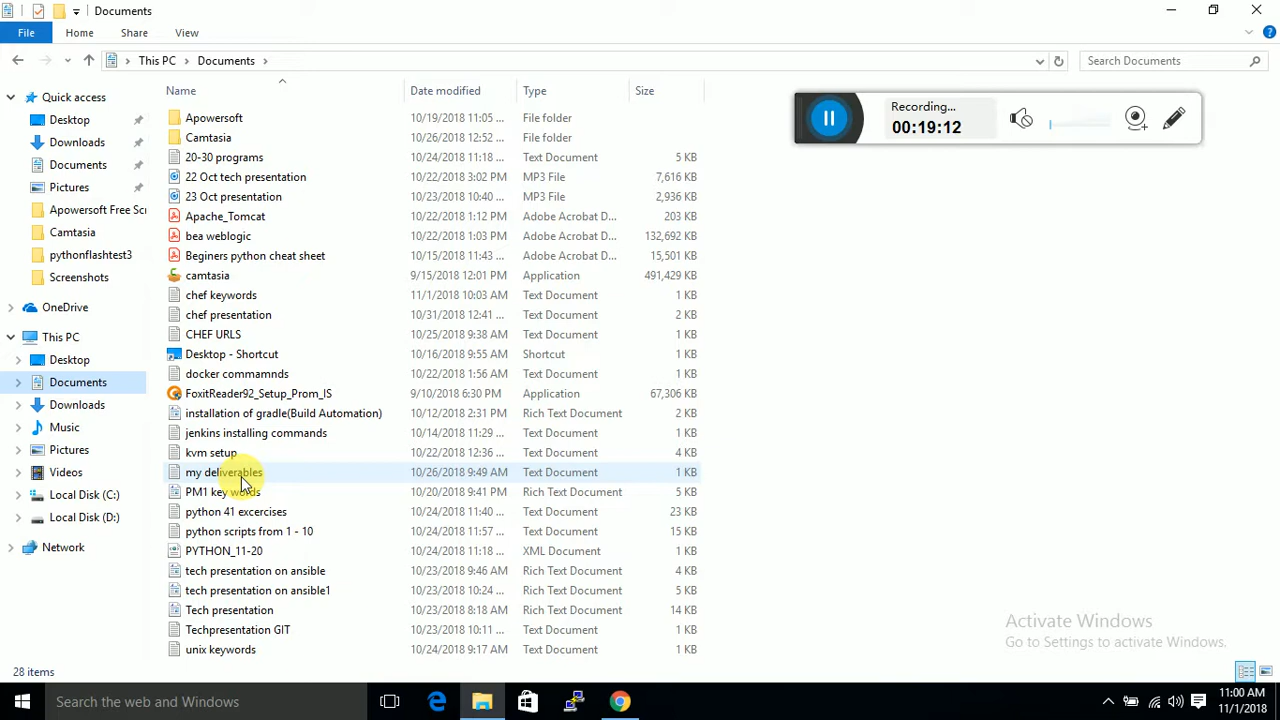 Documents
File Home Share View
This PC Documents Search Documents
Name Date modified Type Size
Quick access
Desktop
Downloads
Documents
Pictures
Apowersoft Free Scr
Camtasia
pythonflashtest3
Screenshots
OneDrive
This PC
Desktop
Documents
Downloads
Music
Pictures
Videos
Local Disk (C:)
Local Disk (D:)
Network
Apowersoft 10/19/2018 11:05 ... File folder
Camtasia 10/26/2018 12:52 ... File folder
20-30 programs 10/24/2018 11:18 ... Text Document 5 KB
22 Oct tech presentation 10/22/2018 3:02 PM MP3 File 7,616 KB
23 Oct presentation 10/23/2018 10:40 ... MP3 File 2,936 KB
Apache_Tomcat 10/22/2018 1:12 PM Adobe Acrobat D... 203 KB
bea weblogic 10/22/2018 1:03 PM Adobe Acrobat D... 132,692 KB
Beginers python cheat sheet 10/15/2018 11:43 ... Adobe Acrobat D... 15,501 KB
camtasia 9/15/2018 12:01 PM Application 491,429 KB
chef keywords 11/1/2018 10:03 AM Text Document 1 KB
chef presentation 10/31/2018 12:41 ... Text Document 2 KB
CHEF URLS 10/25/2018 9:38 AM Text Document 1 KB
Desktop - Shortcut 10/16/2018 9:55 AM Shortcut 1 KB
docker commamnds 10/22/2018 1:56 AM Text Document 1 KB
FoxitReader92_Setup_Prom_IS 9/10/2018 6:30 PM Application 67,306 KB
installation of gradle(Build Automation) 10/12/2018 2:31 PM Rich Text Document 2 KB
jenkins installing commands 10/14/2018 11:29 ... Text Document 1 KB
kvm setup 10/22/2018 12:36 ... Text Document 4 KB
my deliverables 10/26/2018 9:49 AM Text Document 1 KB
PM1 key words 10/20/2018 9:41 PM Rich Text Document 5 KB
python 41 excercises 10/24/2018 11:40 ... Text Document 23 KB
python scripts from 1 - 10 10/24/2018 11:57 ... Text Document 15 KB
PYTHON_11-20 10/24/2018 11:18 ... XML Document 1 KB
tech presentation on ansible 10/23/2018 9:46 AM Rich Text Document 4 KB
tech presentation on ansible1 10/23/2018 10:24 ... Rich Text Document 5 KB
Tech presentation 10/23/2018 8:18 AM Rich Text Document 14 KB
Techpresentation GIT 10/23/2018 10:11 ... Text Document 1 KB
unix keywords 10/24/2018 9:17 AM Text Document 1 KB
Recording...
00:19:12
Activate Windows
Go to Settings to activate Windows.
28 items
Search the web and Windows
11:00 AM
11/1/2018